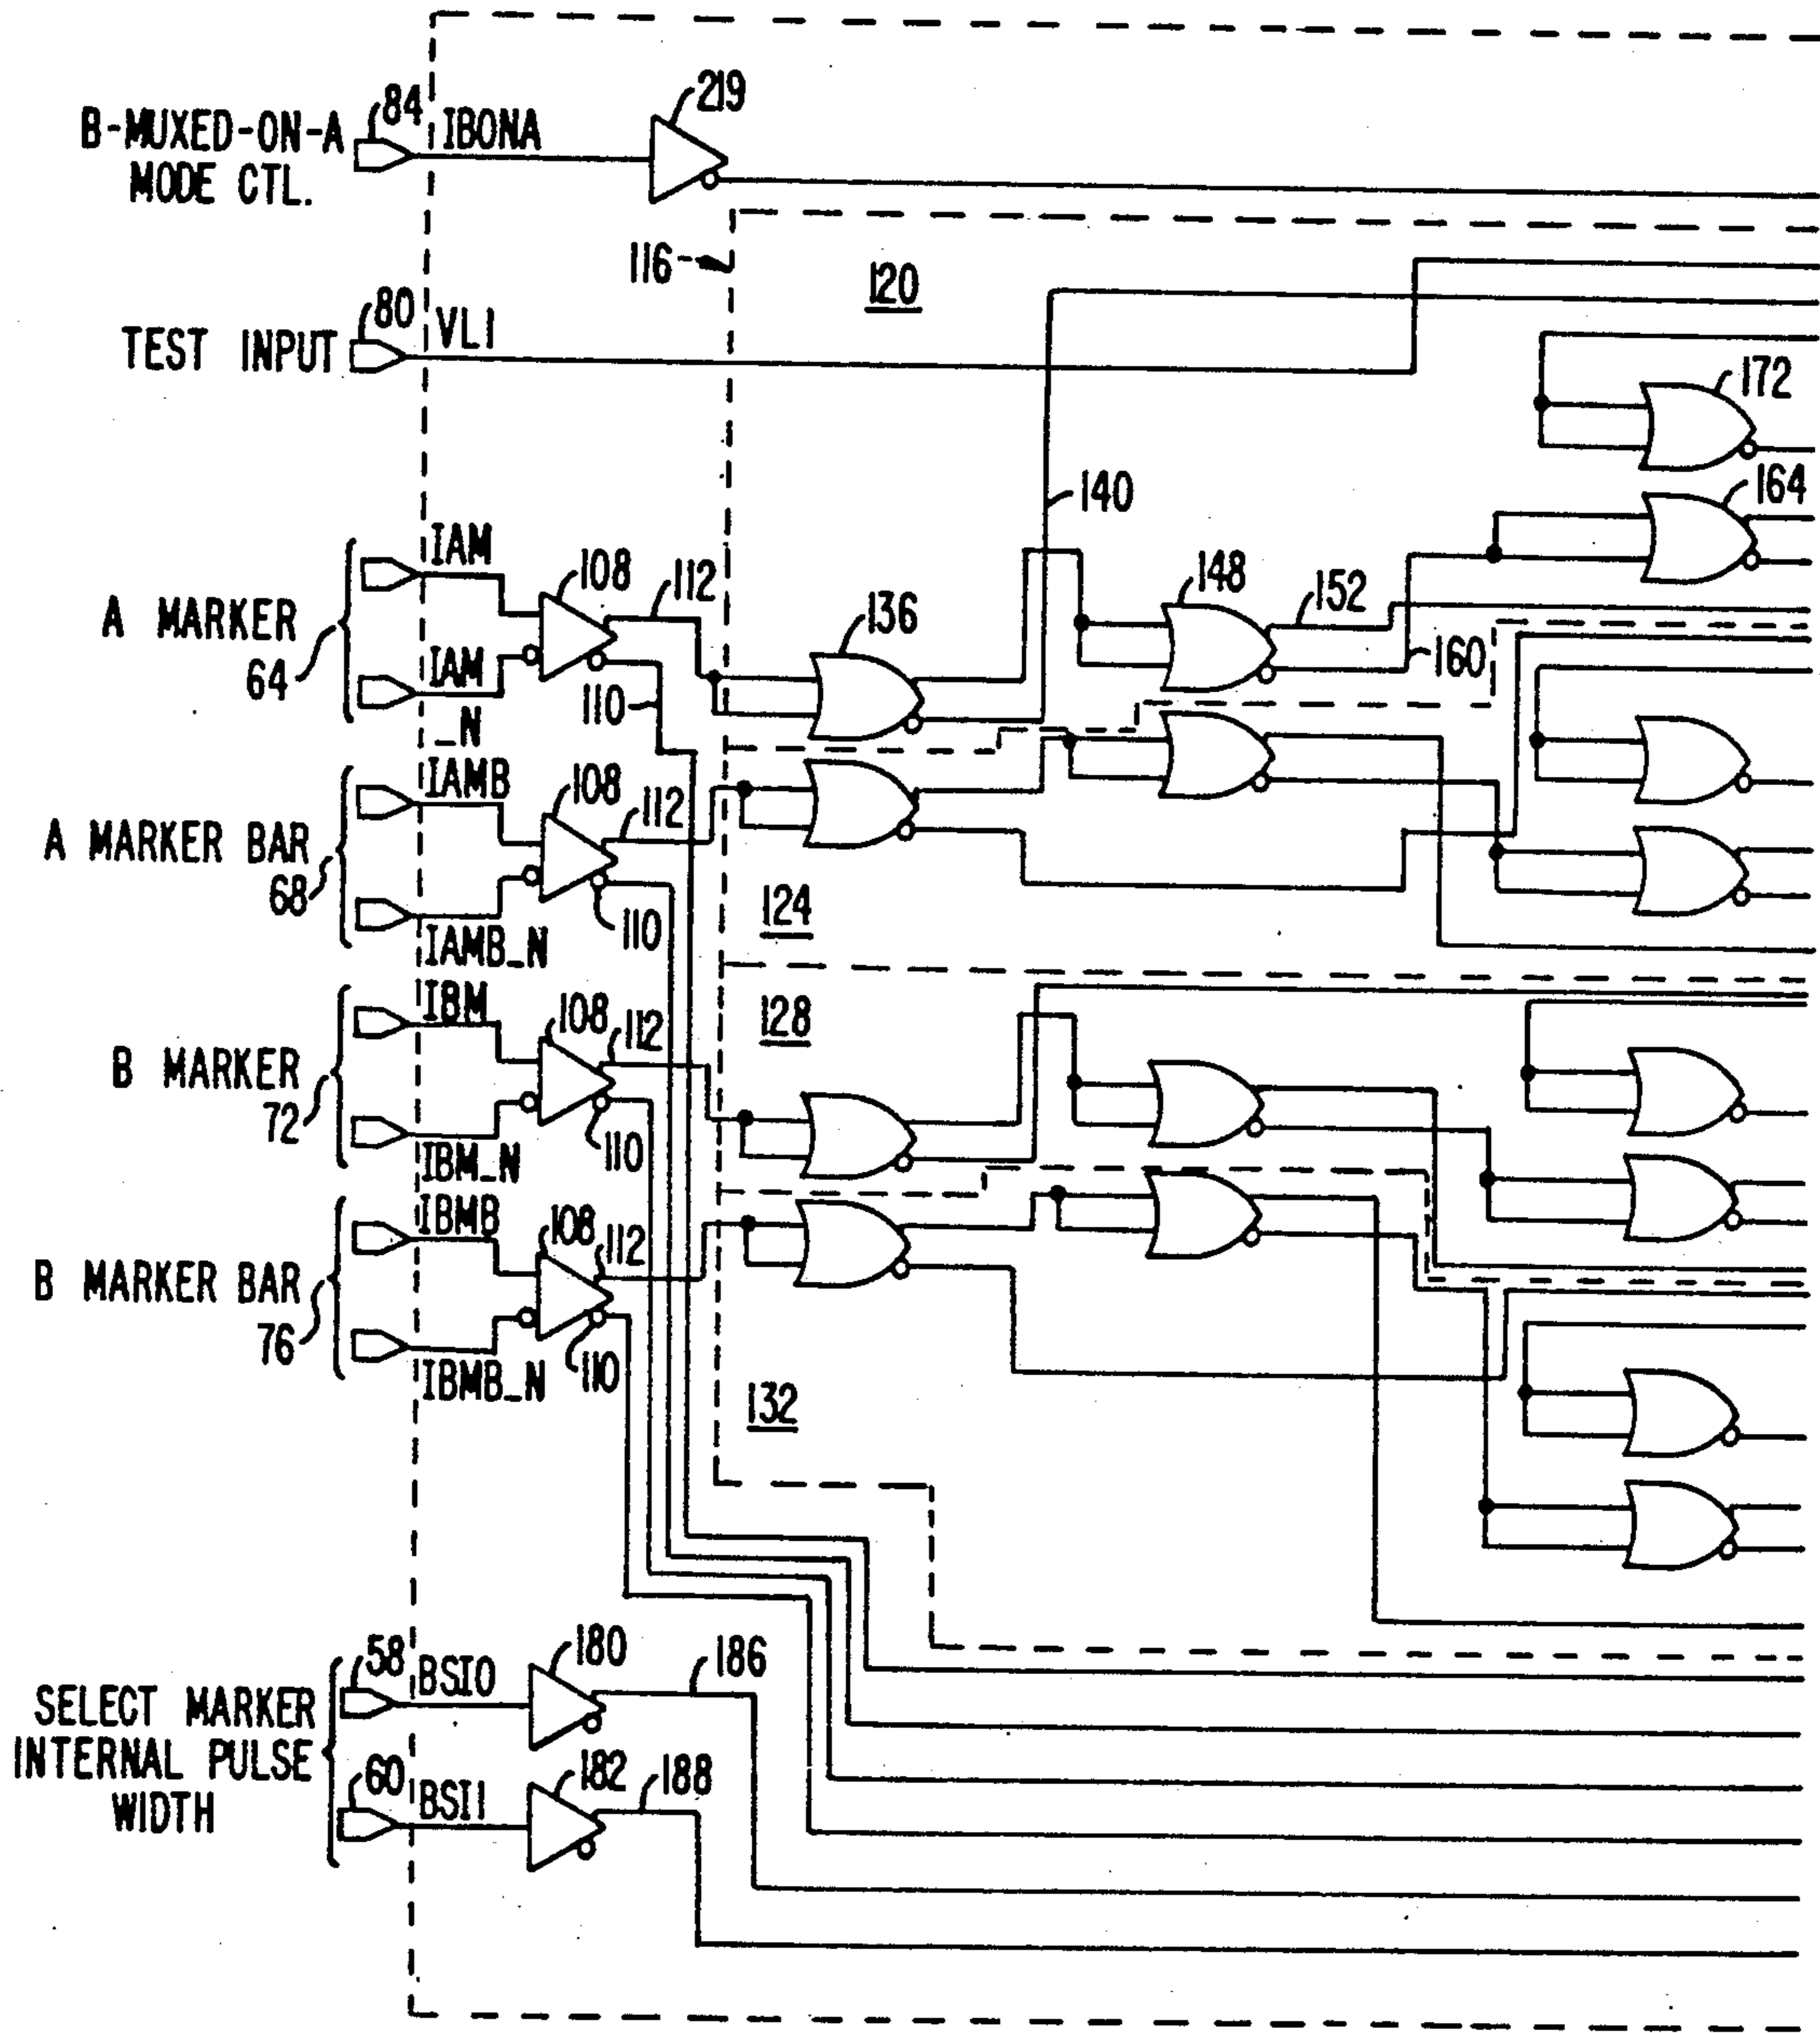 219
84
B-MUXED-ON-A
MODE CTL.
IBONA
116
120
80
TEST INPUT
VLI
172
140
164
IAM
108
112
148
152
A MARKER
64
136
160
IAM
_N
110
IAMB
108
112
A MARKER BAR
68
110
124
IAMB_N
IBM
108
112
128
B MARKER
72
110
IBM_N
IBMB
108
112
B MARKER BAR
76
110
IBMB_N
132
58
BSI0
180
186
SELECT MARKER
INTERNAL PULSE
WIDTH
60
BSI1
182
188